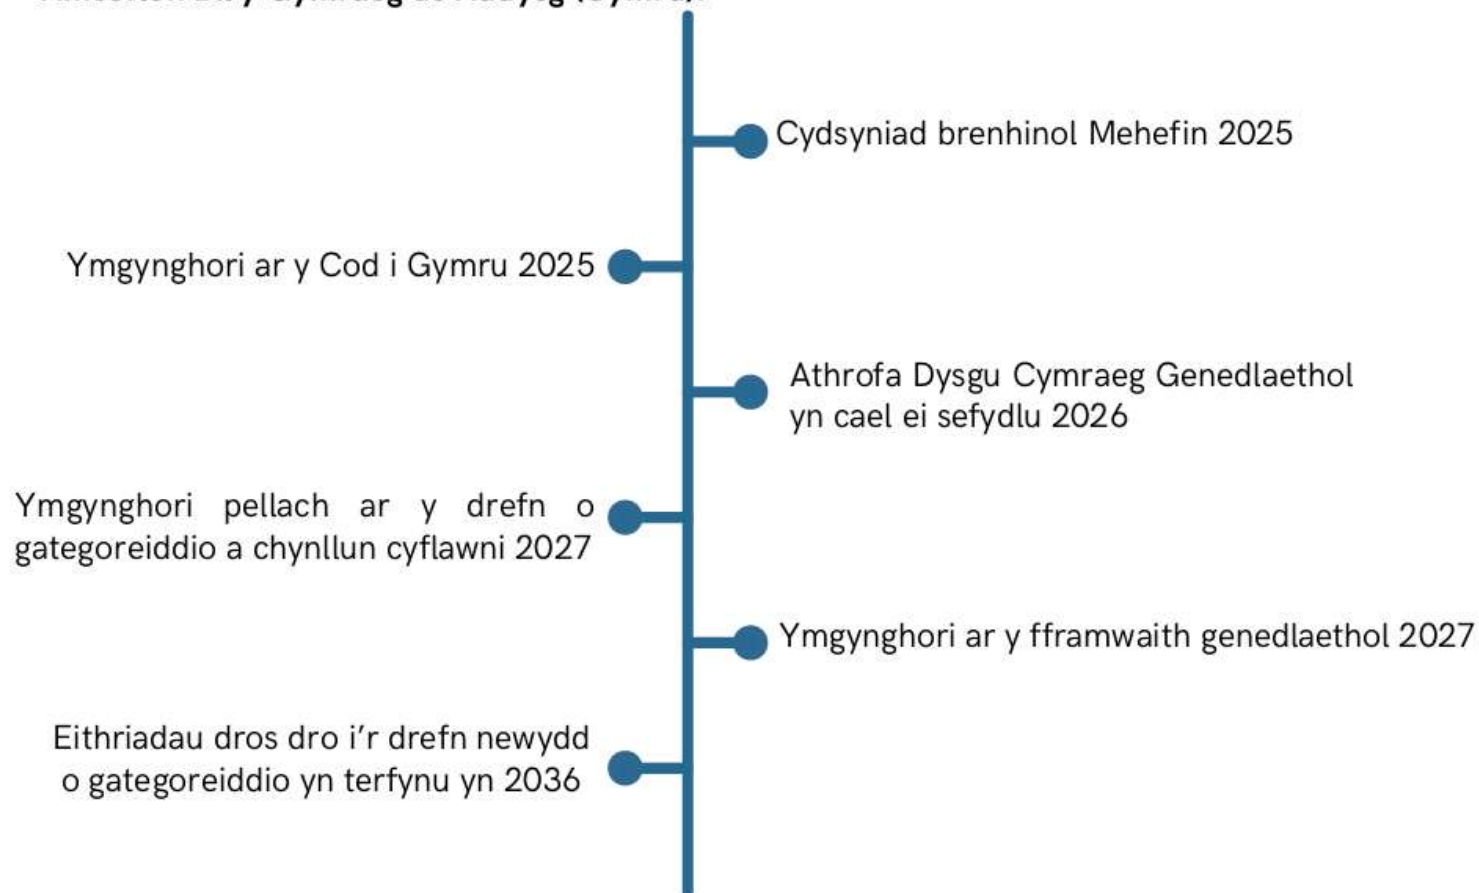 Cydsyniad brenhinol Mehefin 2025
Ymgynghori ar y Cod i Gymru 2025
Athrofa Dysgu Cymraeg Genedlaethol
yn cael ei sefydlu 2026
Ymgynghori pellach ar y drefn o
gategoreiddio a chynllun cyflawni 2027
Ymgynghori ar y fframwaith genedlaethol 2027
Eithriadau dros dro i’r drefn newydd
o gategoreiddio yn terfynu yn 2036